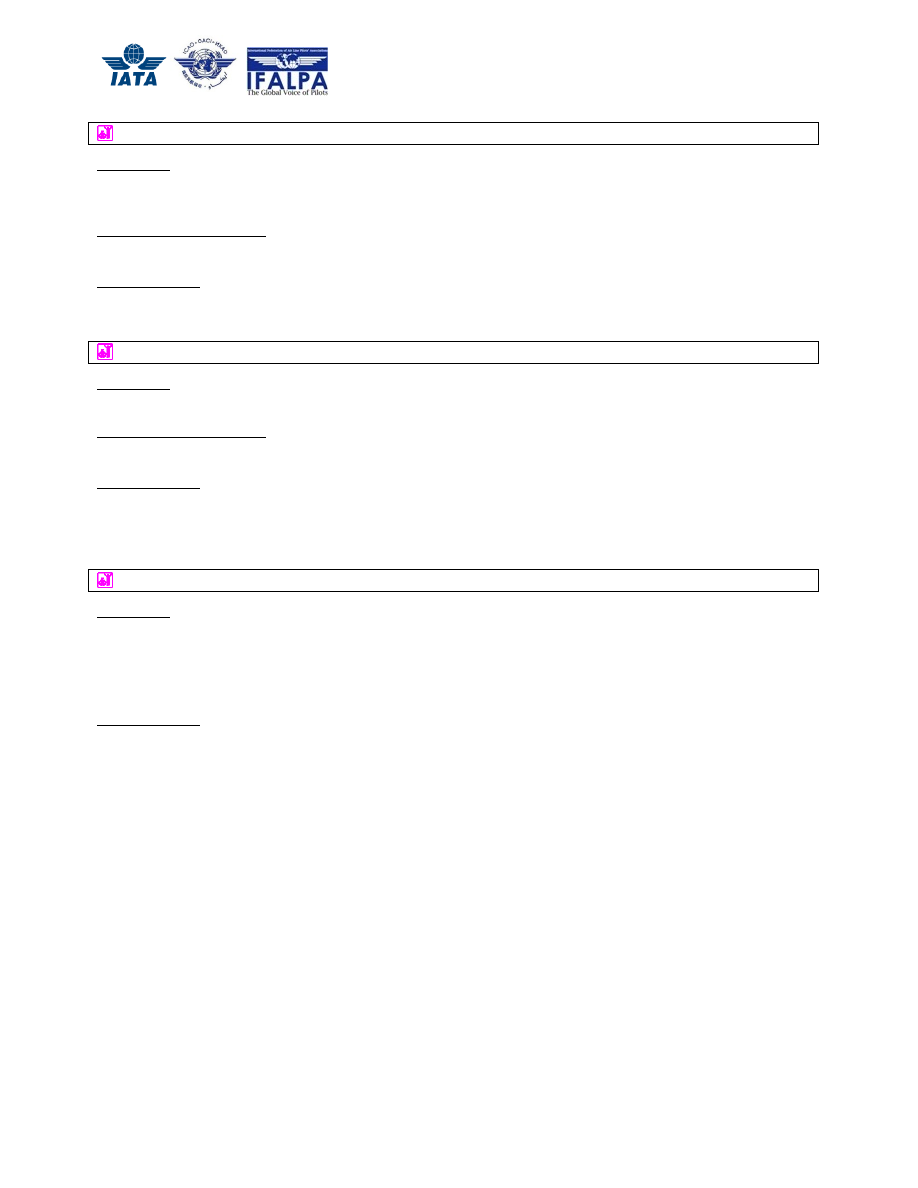 IATA
ICAO · OACI · ИКАО
International Federation of Air Line Pilots' Associations
IFALPA
The Global Voice of Pilots